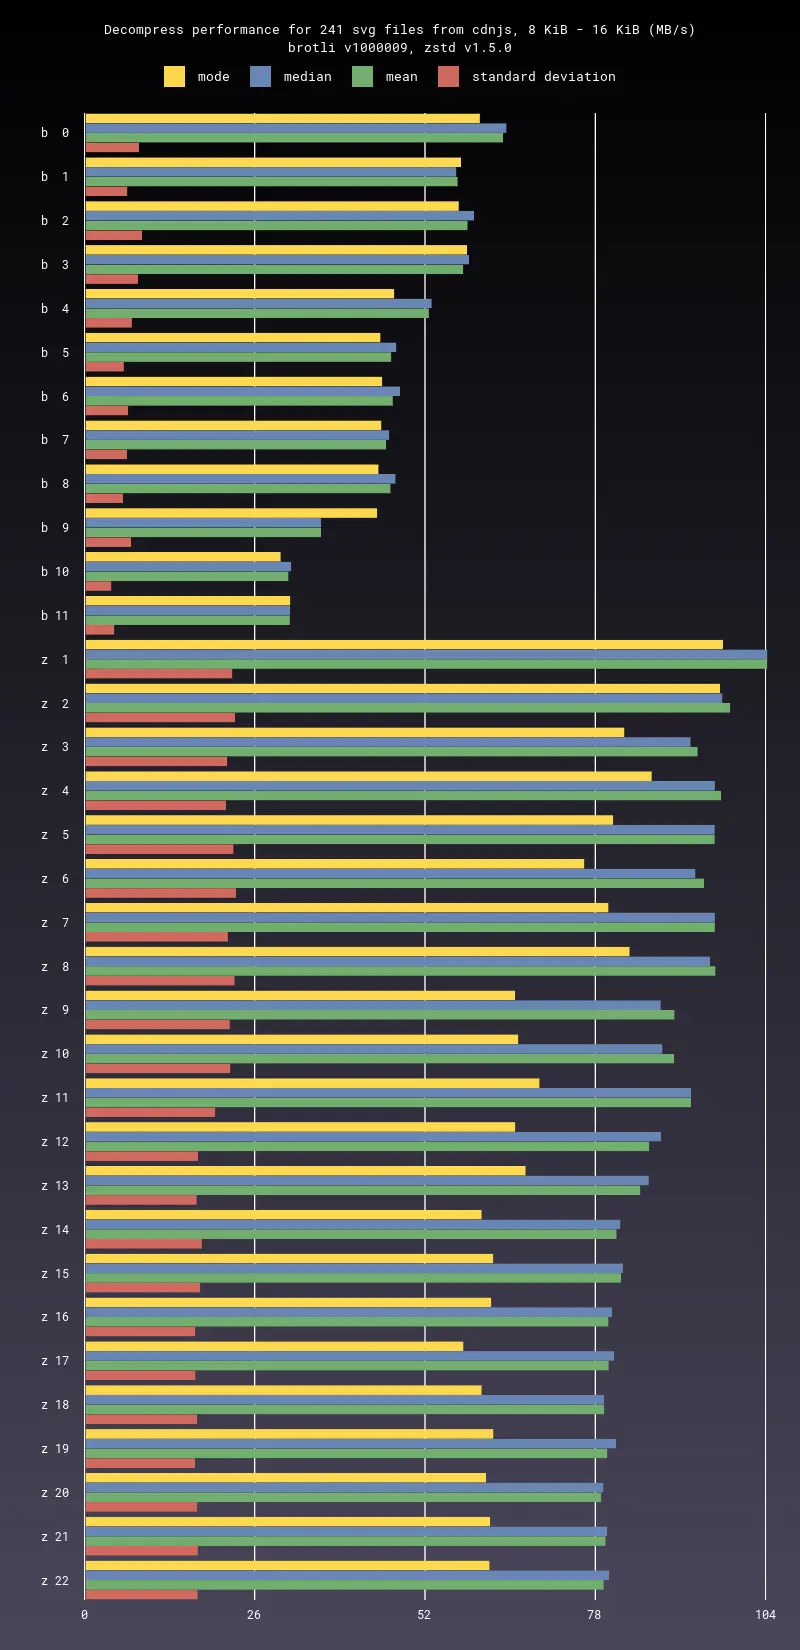 Decompress performance for 241 svg files from cdnjs, 8 KiB - 16 KiB (MB/s)
brotli v1000009, zstd v1.5.0
mode median mean standard deviation
b 0
b 1
b 2
b 3
b 4
b 5
b 6
b 7
b 8
b 9
b 10
b 11
z 1
z 2
z 3
z 4
z 5
z 6
z 7
z 8
z 9
z 10
z 11
z 12
z 13
z 14
z 15
z 16
z 17
z 18
z 19
z 20
z 21
z 22
0 26 52 78 104